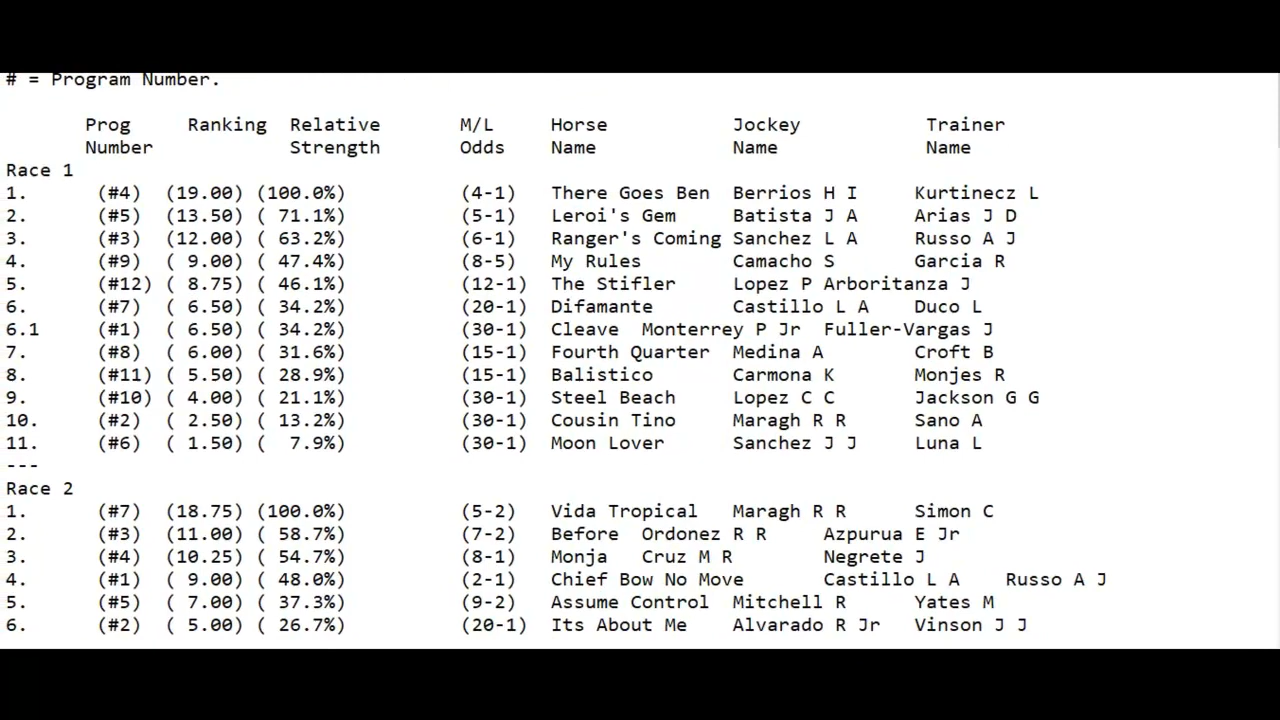 # = Program Number.
Prog Ranking Relative M/L Horse Jockey Trainer
Number Strength Odds Name Name Name
Race 1
1. (#4) (19.00) (100.0%) (4-1) There Goes Ben Berrios H I Kurtinecz L
2. (#5) (13.50) ( 71.1%) (5-1) Leroi's Gem Batista J A Arias J D
3. (#3) (12.00) ( 63.2%) (6-1) Ranger's Coming Sanchez L A Russo A J
4. (#9) ( 9.00) ( 47.4%) (8-5) My Rules Camacho S Garcia R
5. (#12) ( 8.75) ( 46.1%) (12-1) The Stifler Lopez P Arboritanza J
6. (#7) ( 6.50) ( 34.2%) (20-1) Difamante Castillo L A Duco L
6.1 (#1) ( 6.50) ( 34.2%) (30-1) Cleave Monterrey P Jr Fuller-Vargas J
7. (#8) ( 6.00) ( 31.6%) (15-1) Fourth Quarter Medina A Croft B
8. (#11) ( 5.50) ( 28.9%) (15-1) Balistico Carmona K Monjes R
9. (#10) ( 4.00) ( 21.1%) (30-1) Steel Beach Lopez C C Jackson G G
10. (#2) ( 2.50) ( 13.2%) (30-1) Cousin Tino Maragh R R Sano A
11. (#6) ( 1.50) ( 7.9%) (30-1) Moon Lover Sanchez J J Luna L
---
Race 2
1. (#7) (18.75) (100.0%) (5-2) Vida Tropical Maragh R R Simon C
2. (#3) (11.00) ( 58.7%) (7-2) Before Ordonez R R Azpurua E Jr
3. (#4) (10.25) ( 54.7%) (8-1) Monja Cruz M R Negrete J
4. (#1) ( 9.00) ( 48.0%) (2-1) Chief Bow No Move Castillo L A Russo A J
5. (#5) ( 7.00) ( 37.3%) (9-2) Assume Control Mitchell R Yates M
6. (#2) ( 5.00) ( 26.7%) (20-1) Its About Me Alvarado R Jr Vinson J J